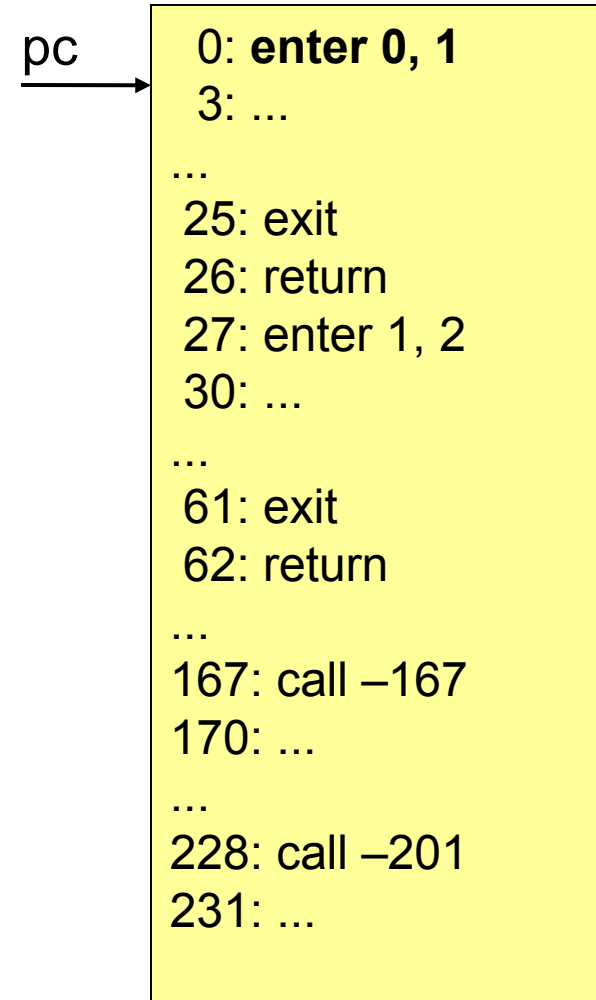 pc
0: enter 0, 1
3: ...
...
25: exit
26: return
27: enter 1, 2
30: ...
...
61: exit
62: return
...
167: call –167
170: ...
...
228: call –201
231: ...